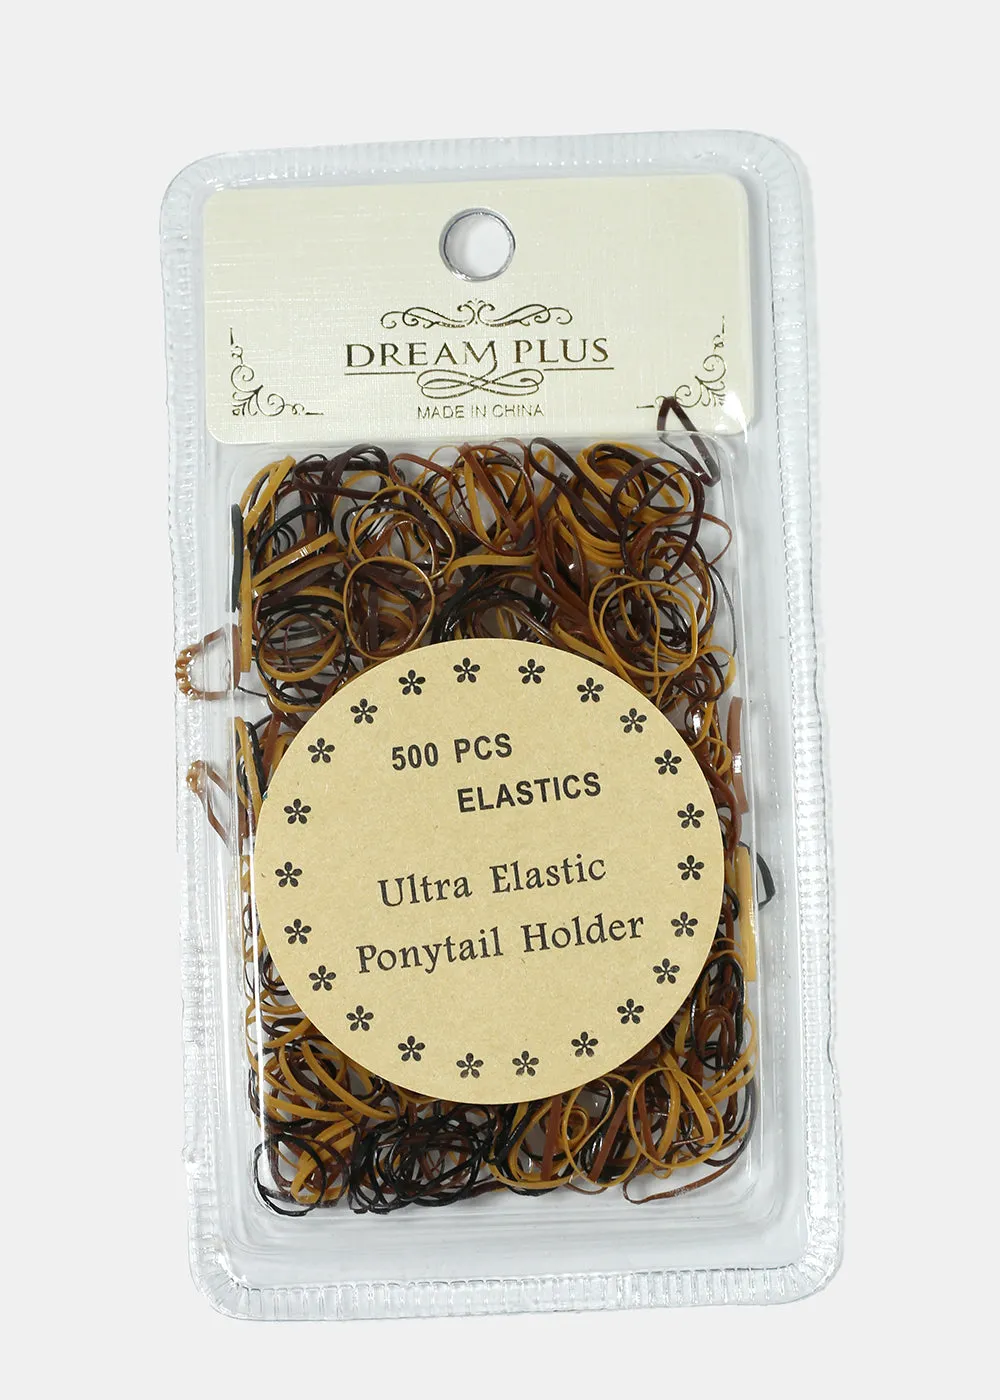 DREAM PLUS
MADE IN CHINA
500 PCS
ELASTICS
Ultra Elastic
Ponytail Holder